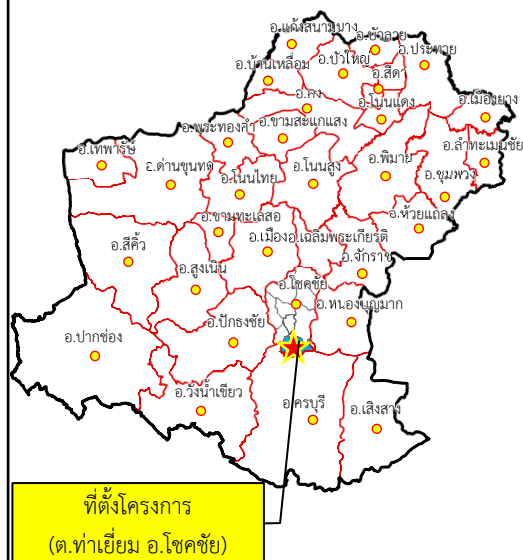 อ.แก้งสนามนาง
อ.บัวลาย
อ.บัวใหญ่
อ.ประทาย
อ.บ้านเหลื่อม
อ.สีดา
อ.คง
อ.โนนแดง
อ.เมืองยาง
อ.พระทองคำ
อ.ขามสะแกแสง
อ.ลำทะเมนชัย
อ.เทพารักษ์
อ.ด่านขุนทด
อ.โนนไทย
อ.โนนสูง
อ.พิมาย
อ.ชุมพวง
อ.ขามทะเลสอ
อ.ห้วยแถลง
อ.สีคิ้ว
อ.เมือง
อ.เฉลิมพระเกียรติ
อ.จักราช
อ.สูงเนิน
อ.โชคชัย
อ.หนองบุญมาก
อ.ปากช่อง
อ.ปักธงชัย
อ.วังน้ำเขียว
อ.ครบุรี
อ.เสิงสาง
ที่ตั้งโครงการ
(ต.ท่าเยี่ยม อ.โชคชัย)